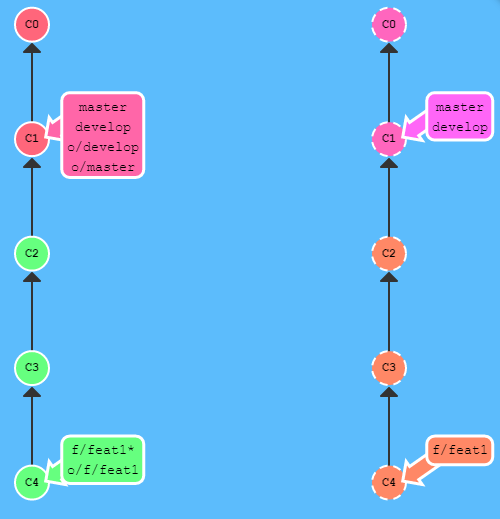 C0
C0
master
develop
o/develop
o/master
C1
master
develop
C1
C2
C2
C3
C3
f/feat1*
o/f/feat1
C4
f/feat1
C4